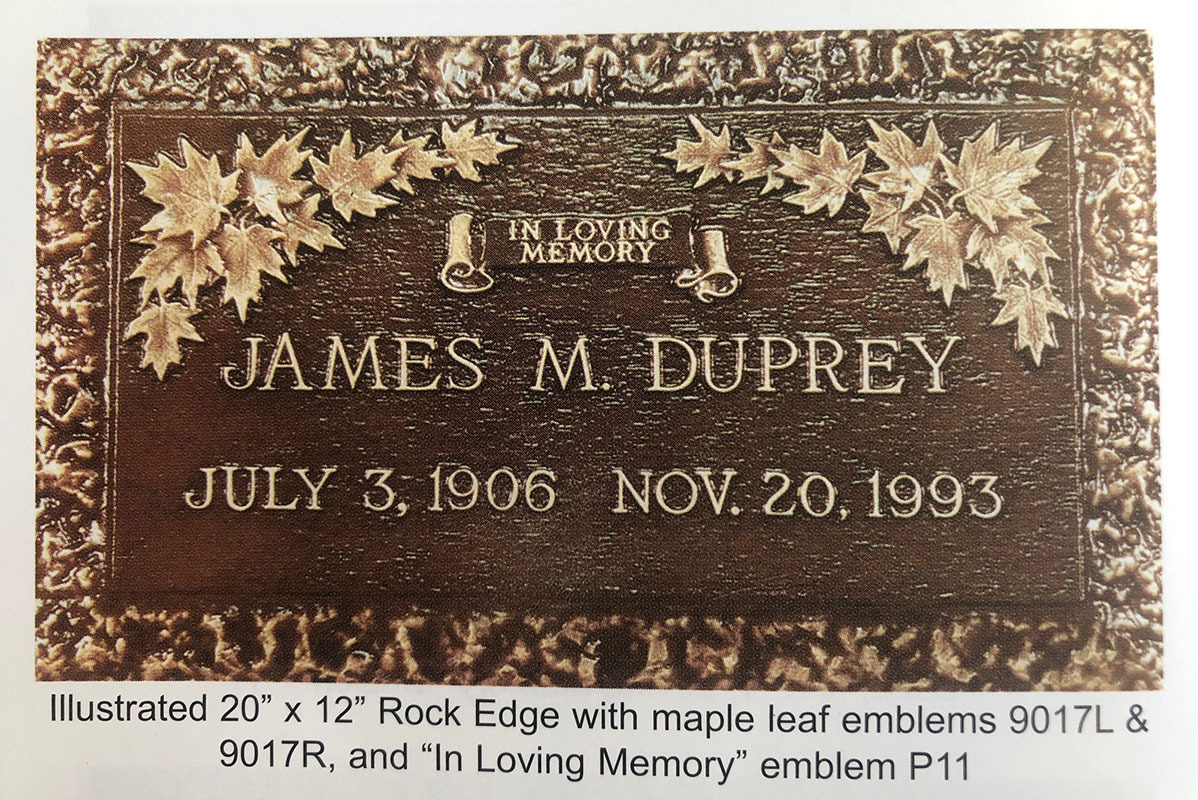 IN LOVING
MEMORY
JAMES M. DUPREY
JULY 3, 1906 NOV. 20, 1993
Illustrated 20” x 12” Rock Edge with maple leaf emblems 9017L &
9017R, and “In Loving Memory” emblem P11